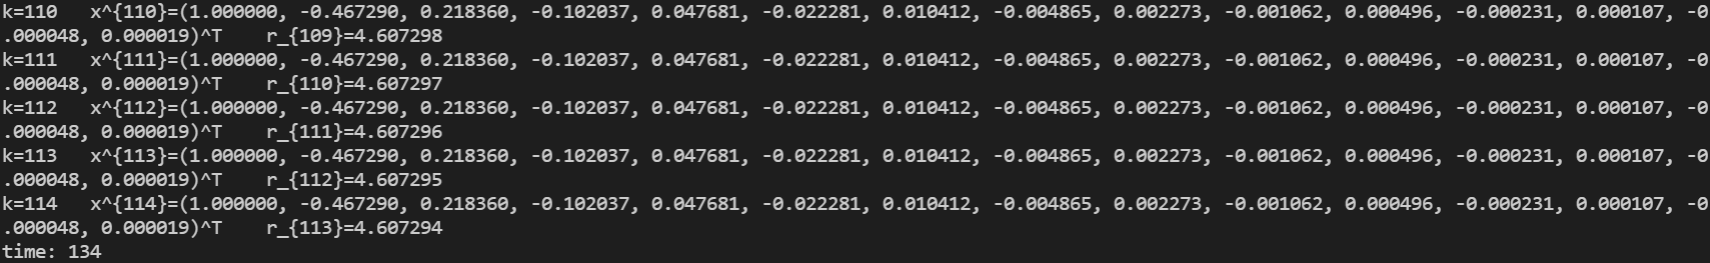 k=110   x^{110}=(1.000000, -0.467290, 0.218360, -0.102037, 0.047681, -0.022281, 0.010412, -0.004865, 0.002273, -0.001062, 0.000496, -0.000231, 0.000107, -0
.000048, 0.000019)^T    r_{109}=4.607298
k=111   x^{111}=(1.000000, -0.467290, 0.218360, -0.102037, 0.047681, -0.022281, 0.010412, -0.004865, 0.002273, -0.001062, 0.000496, -0.000231, 0.000107, -0
.000048, 0.000019)^T    r_{110}=4.607297
k=112   x^{112}=(1.000000, -0.467290, 0.218360, -0.102037, 0.047681, -0.022281, 0.010412, -0.004865, 0.002273, -0.001062, 0.000496, -0.000231, 0.000107, -0
.000048, 0.000019)^T    r_{111}=4.607296
k=113   x^{113}=(1.000000, -0.467290, 0.218360, -0.102037, 0.047681, -0.022281, 0.010412, -0.004865, 0.002273, -0.001062, 0.000496, -0.000231, 0.000107, -0
.000048, 0.000019)^T    r_{112}=4.607295
k=114   x^{114}=(1.000000, -0.467290, 0.218360, -0.102037, 0.047681, -0.022281, 0.010412, -0.004865, 0.002273, -0.001062, 0.000496, -0.000231, 0.000107, -0
.000048, 0.000019)^T    r_{113}=4.607294
time: 134